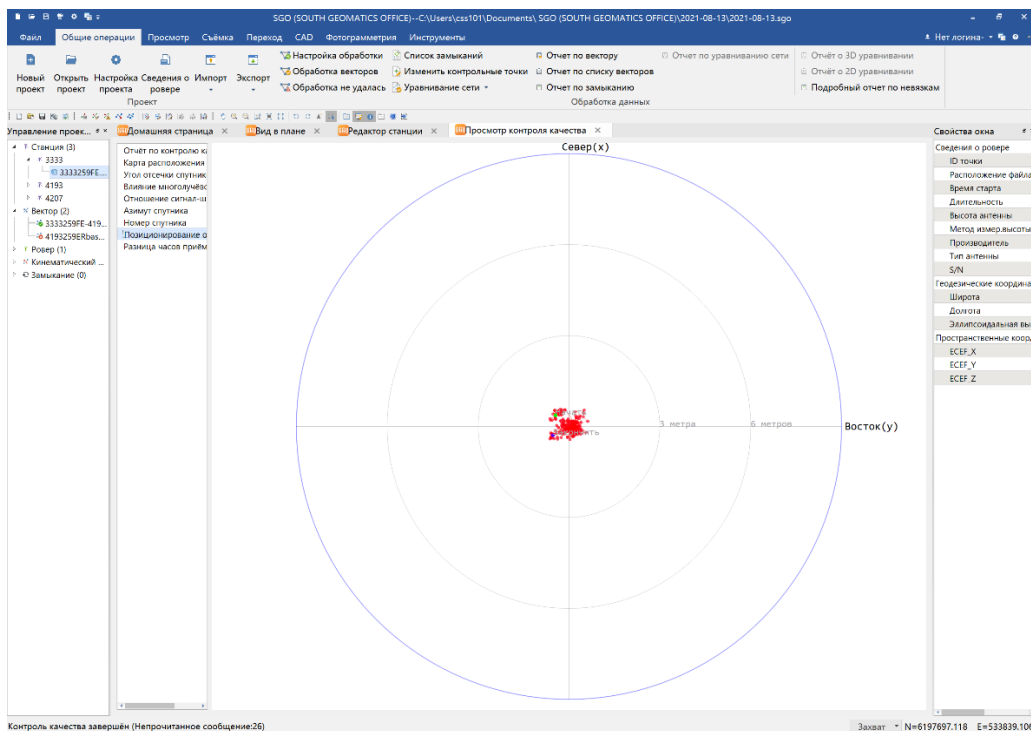 SGO (SOUTH GEOMATICS OFFICE)--C:\Users\css101\Documents\ SGO (SOUTH GEOMATICS OFFICE)\2021-08-13\2021-08-13.sgo
Файл Общие операции Просмотр Съёмка Переход CAD Фотограмметрия Инструменты Нет логина-
Настройка обработки Список замыканий Отчет по вектору Отчет по уравниванию сети Отчёт о 3D уравнивании
Новый проект Открыть проект Настройка проекта Сведения о ровере Импорт Экспорт
Обработка векторов Изменить контрольные точки Отчет по списку векторов Отчёт о 2D уравнивании
Обработка не удалась Уравнивание сети Отчет по замыканию Подробный отчет по невязкам
Проект Обработка данных
Управление проек... Домашняя страница Вид в плане Редактор станции Просмотр контроля качества Свойства окна
Станция (3)
3333
3333259FE...
4193
4207
Вектор (2)
3333259FE-419...
4193259ERbas...
Ровер (1)
Кинематический ...
Замыкание (0)
Отчёт по контролю к
Карта расположения
Угол отсечки спутник
Влияние многолучёв
Отношение сигнал-ш
Азимут спутника
Номер спутника
Позиционирование о
Разница часов приём
Север(x)
3 метра
6 метров
Восток(y)
Сведения о ровере
ID точки
Расположение файла
Время старта
Длительность
Высота антенны
Метод измер.высоты
Производитель
Тип антенны
S/N
Геодезические координа
Широта
Долгота
Эллипсоидальная вы
Пространственные коорд
ECEF_X
ECEF_Y
ECEF_Z
Контроль качества завершён (Непрочитанное сообщение:26)
Захват N=6197697.118 E=533839.106